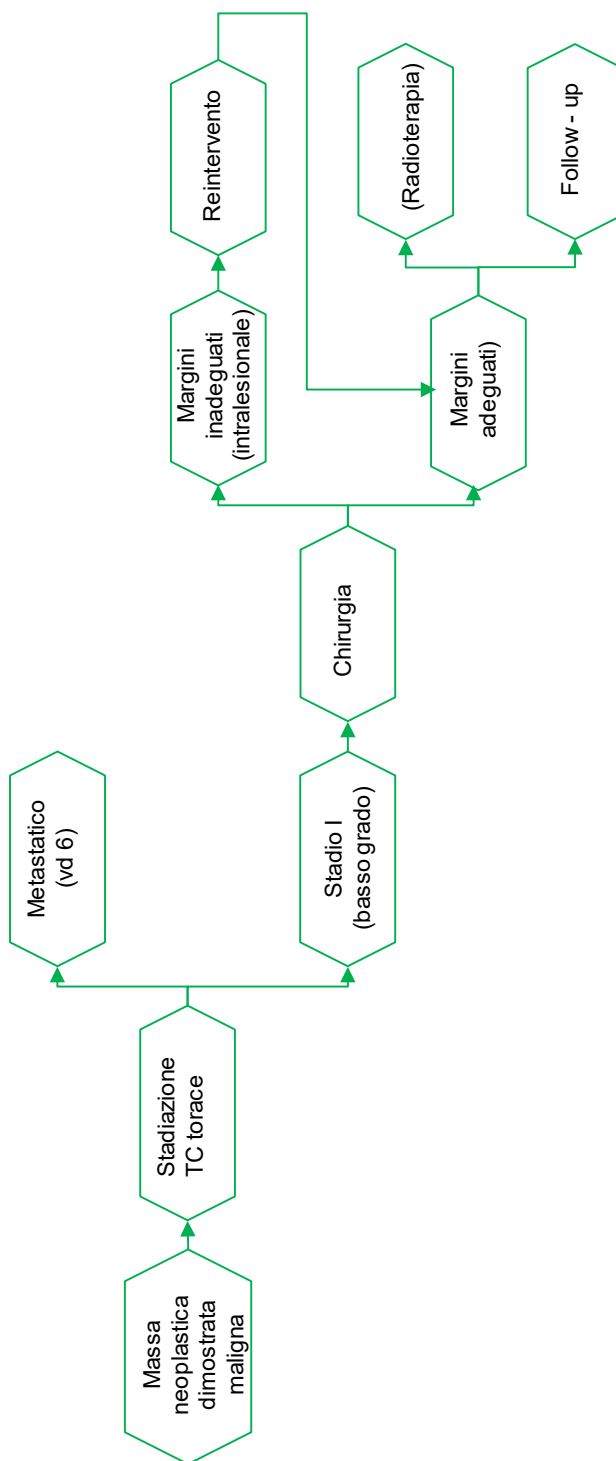 Massa
neoplastica
dimostrata
maligna
Stadiazione
TC torace
Metastatico
(vd 6)
Stadio I
(basso grado)
Chirurgia
Margini
inadeguati
(intralesionale)
Reintervento
Margini
adeguati)
(Radioterapia)
Follow - up